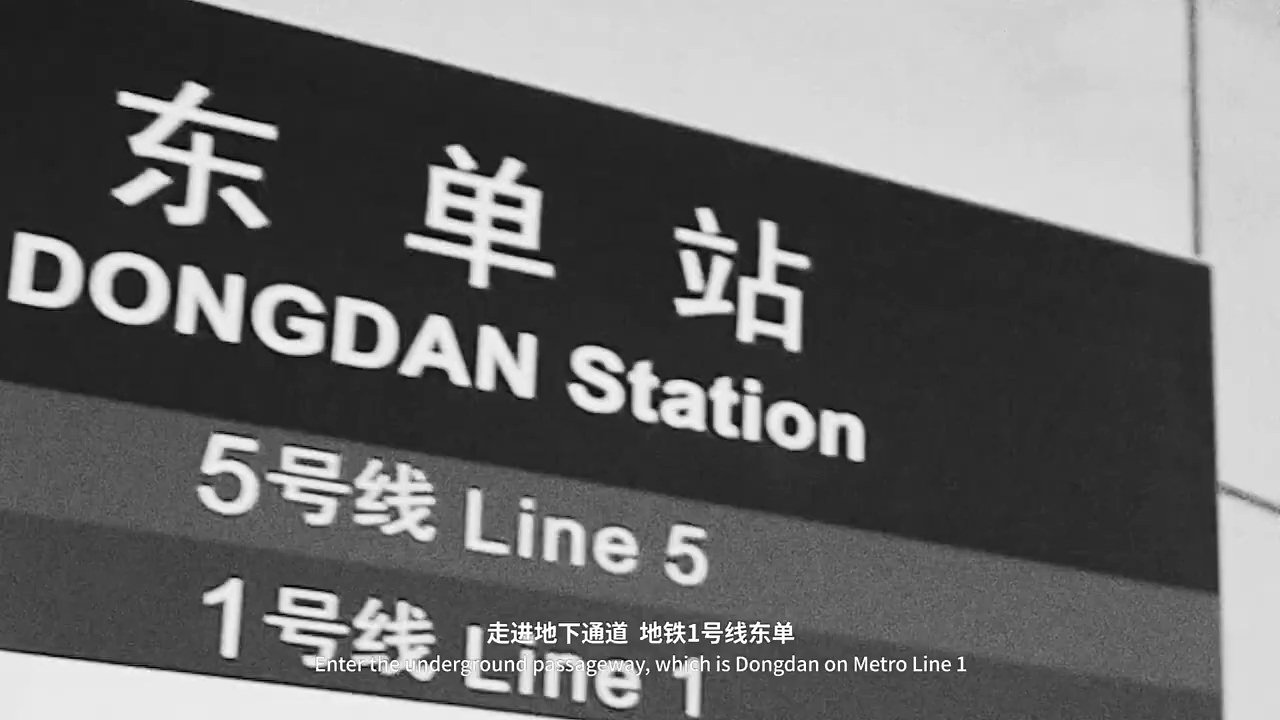 东单站
DONGDAN Station
5号线 Line 5
1号线 Line 1
走进地下通道 地铁1号线东单
Enter the underground passageway, which is Dongdan on Metro Line 1